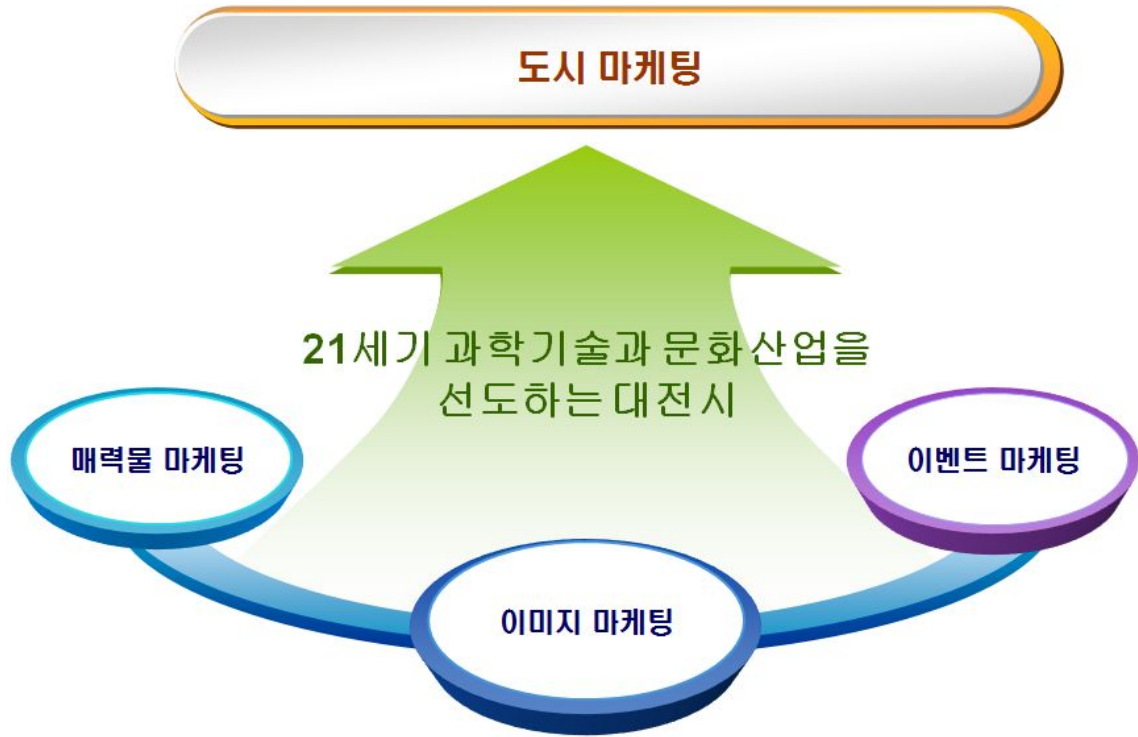 도시 마케팅
21세기 과학기술과 문화산업을
선도하는 대전시
매력물 마케팅
이벤트 마케팅
이미지 마케팅